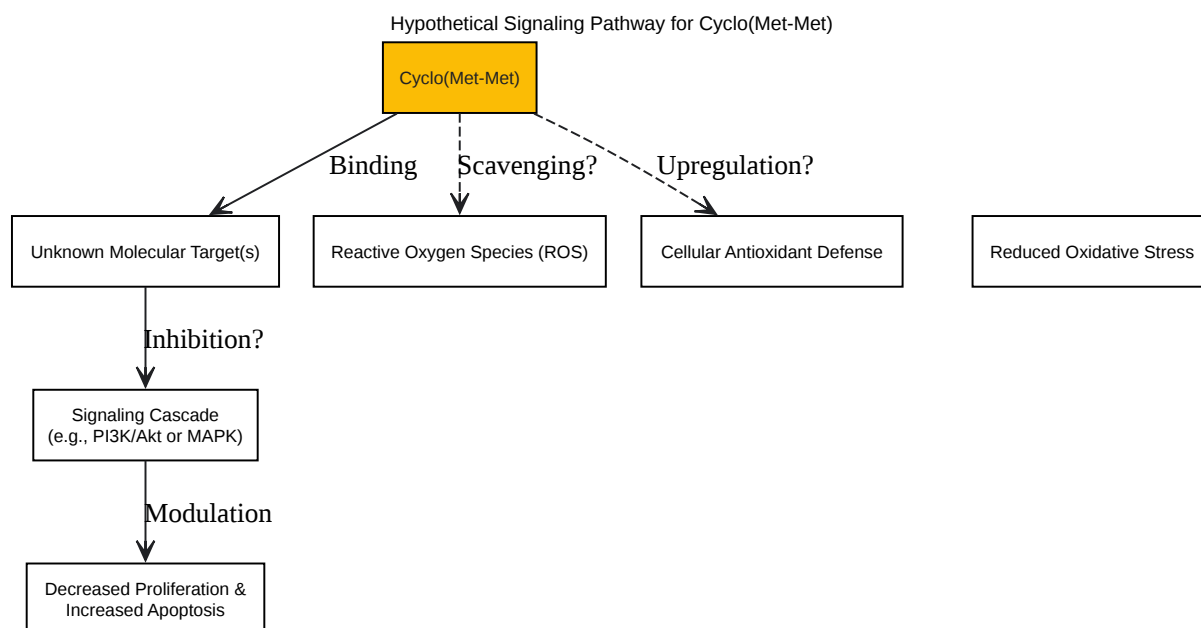 Hypothetical Signaling Pathway for Cyclo(Met-Met)
Cyclo(Met-Met)
Binding
Scavenging?
Upregulation?
Unknown Molecular Target(s)
Reactive Oxygen Species (ROS)
Cellular Antioxidant Defense
Reduced Oxidative Stress
Inhibition?
Signaling Cascade
(e.g., PI3K/Akt or MAPK)
Modulation
Decreased Proliferation &
Increased Apoptosis